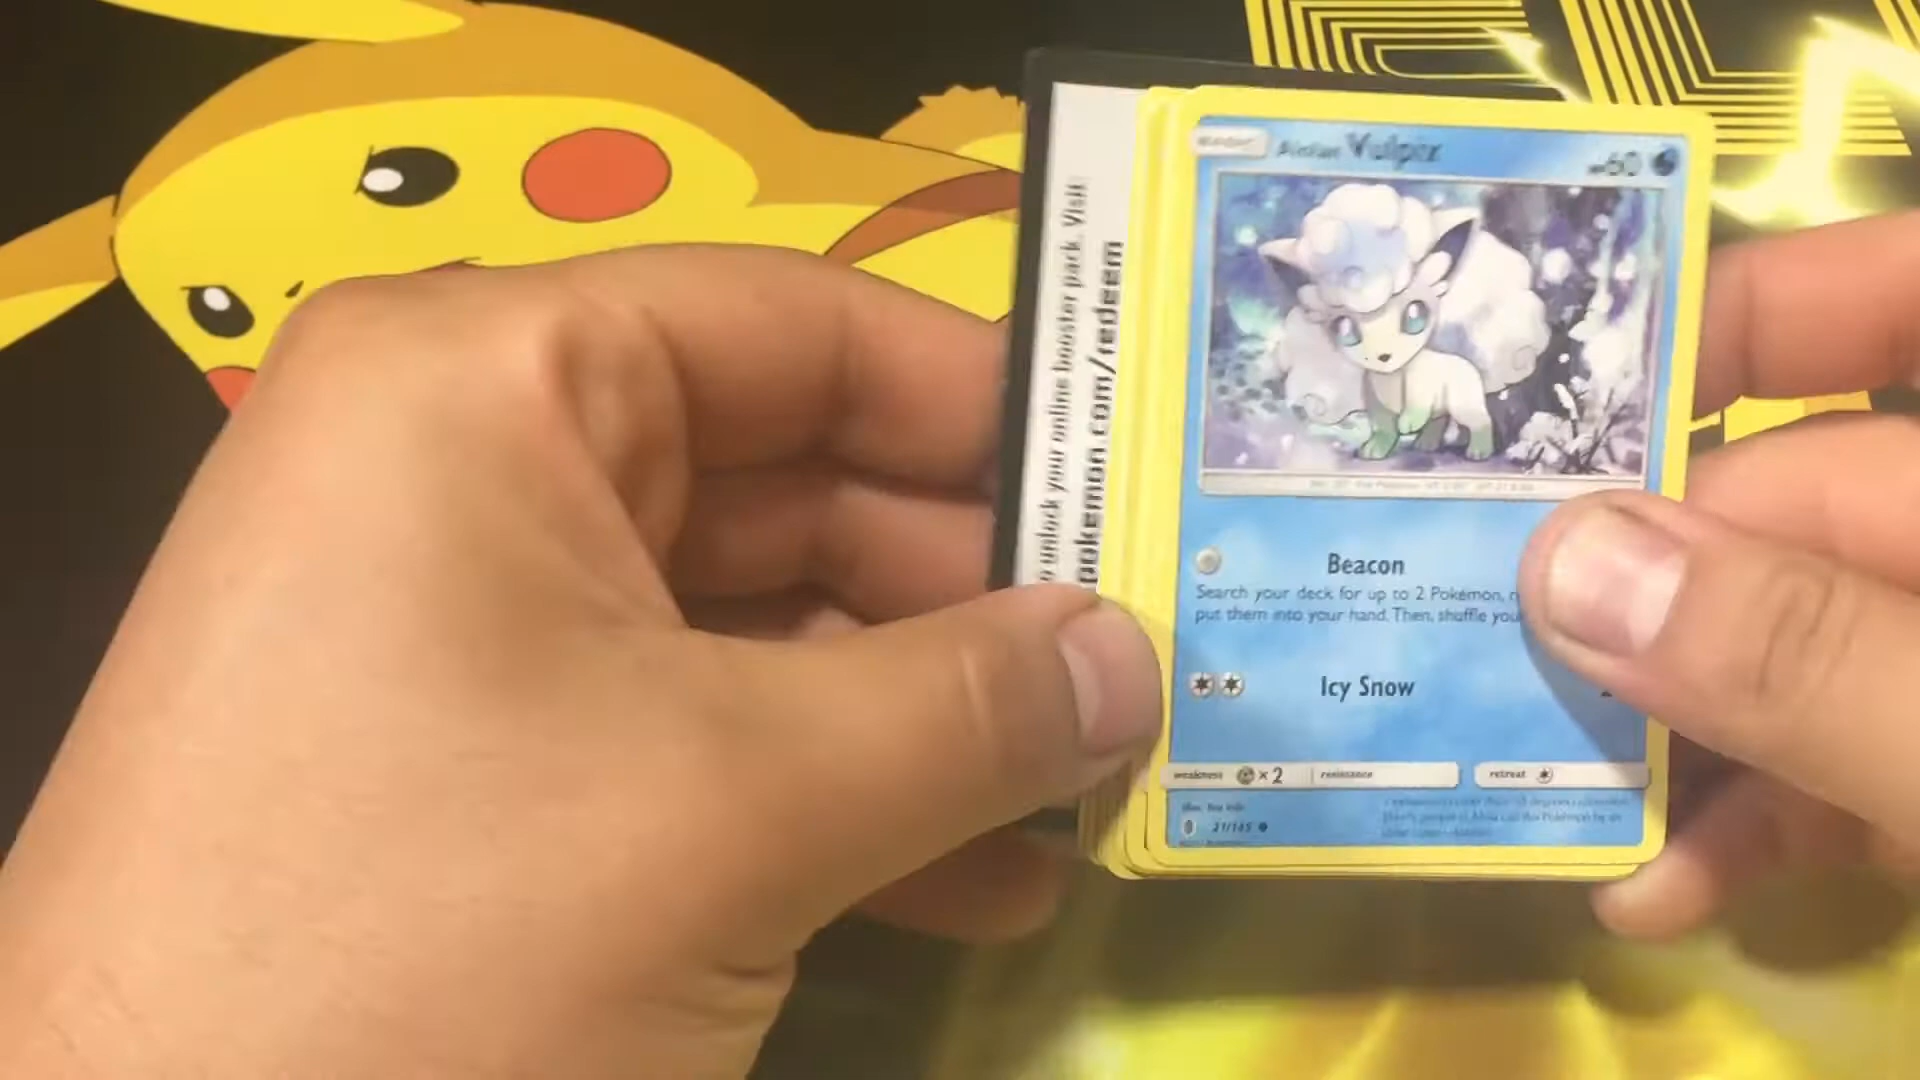 o unlock your online booster pack. Visit
pokemon.com/redeem
Alolan Vulpix 60
Beacon
Search your deck for up to 2 Pokémon, r
put them into your hand. Then, shuffle you
Icy Snow
weakness ×2 resistance retreat
21/145